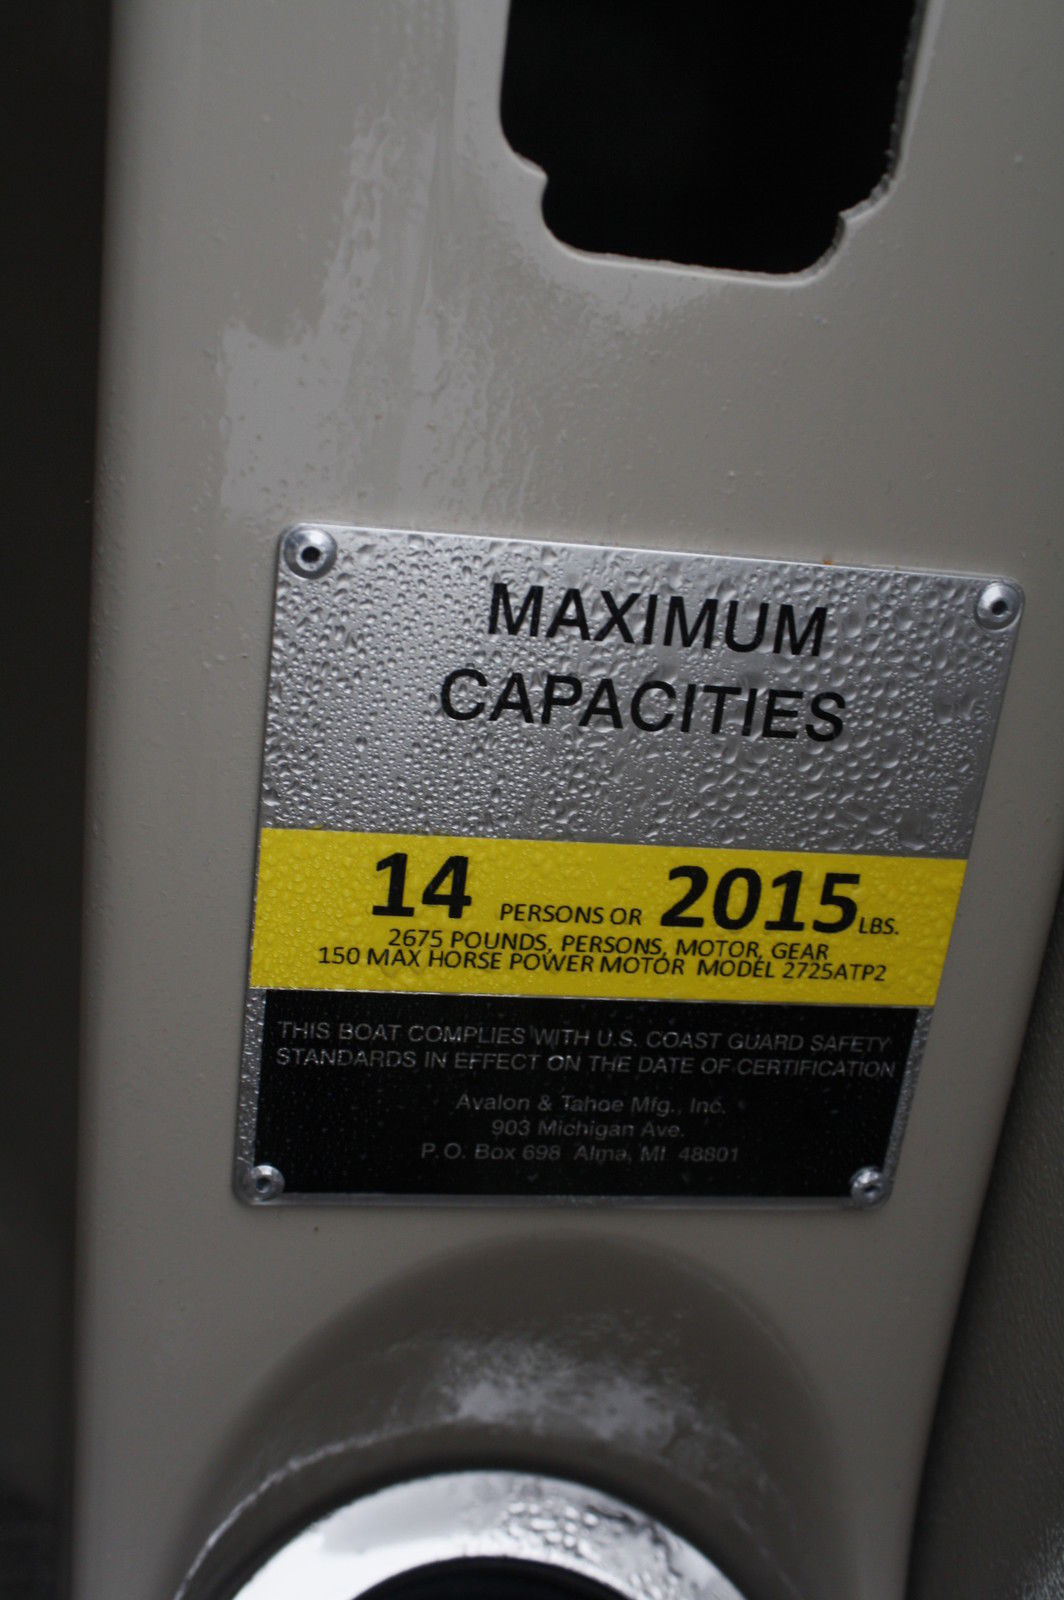 MAXIMUM
CAPACITIES
14 PERSONS OR 2015 LBS.
2675 POUNDS, PERSONS, MOTOR, GEAR
150 MAX HORSE POWER MOTOR MODEL 2725ATP2
THIS BOAT COMPLIES WITH U.S. COAST GUARD SAFETY
STANDARDS IN EFFECT ON THE DATE OF CERTIFICATION
Avalon & Tahoe Mfg., Inc.
903 Michigan Ave.
P.O. Box 698 Alma, MI 48801